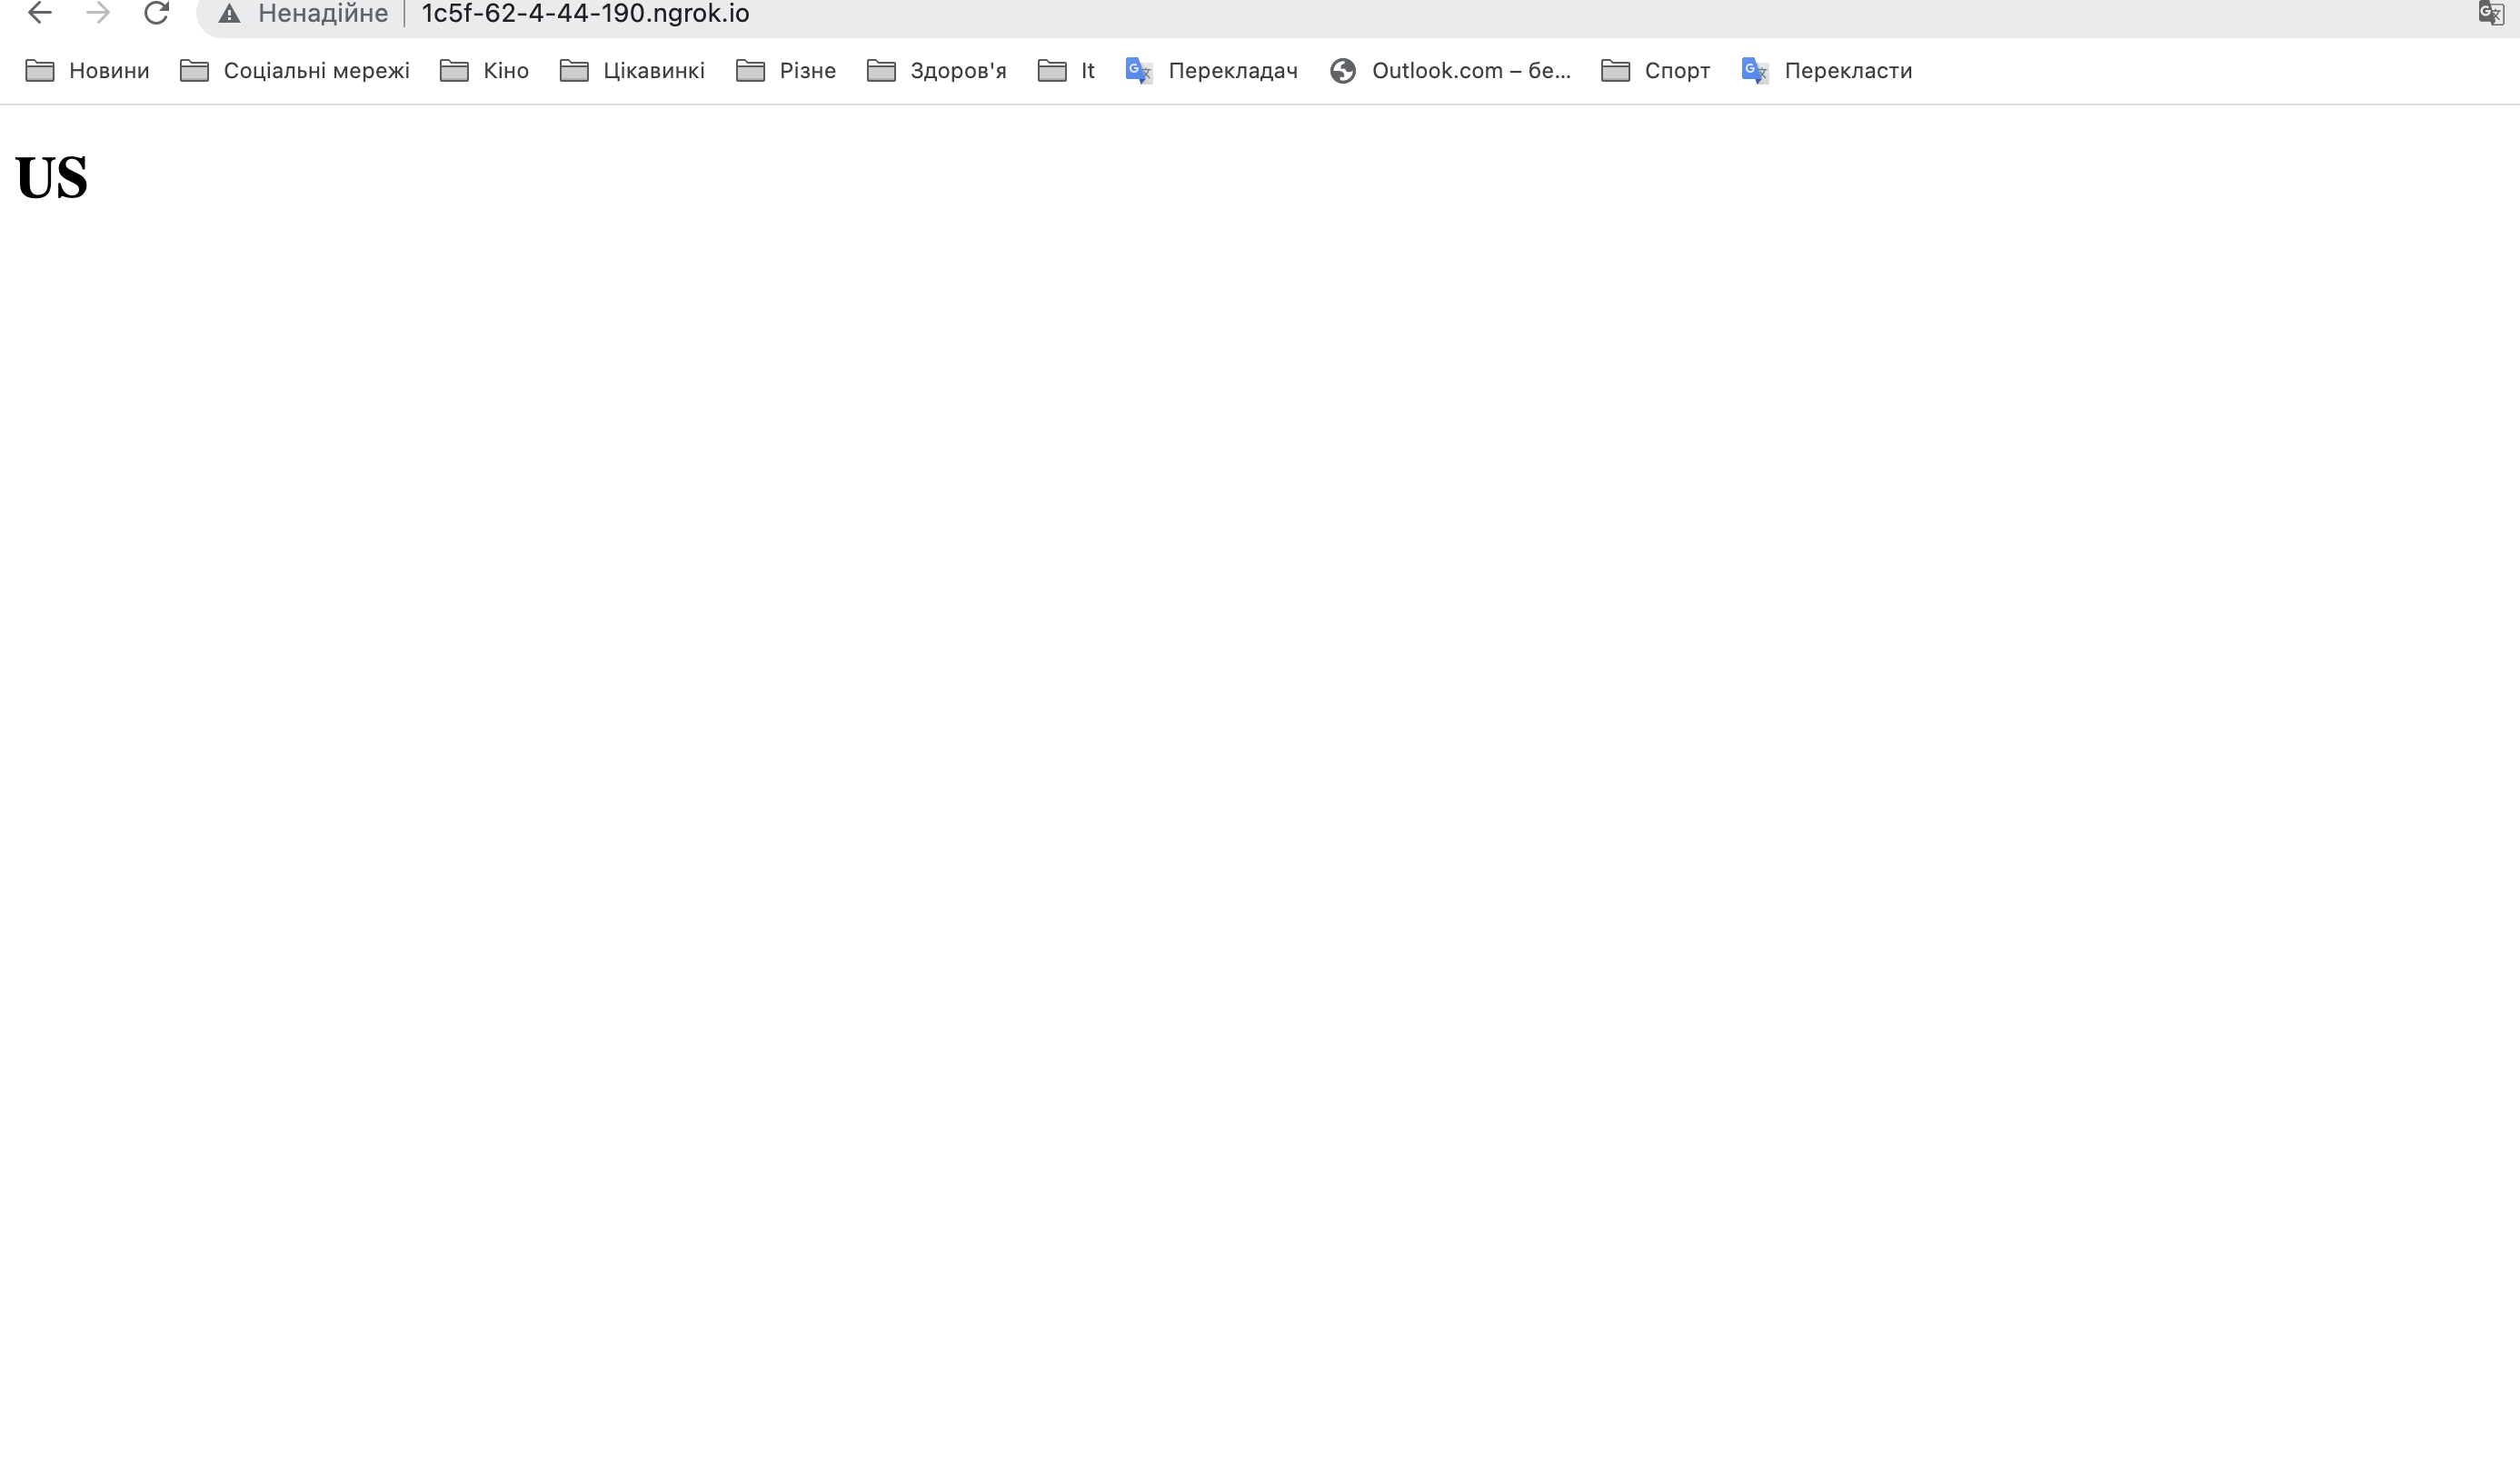 Ненадійне 1c5f-62-4-44-190.ngrok.io
Новини Соціальні мережі Кіно Цікавинкі Різне Здоров'я It Перекладач Outlook.com – бе... Спорт Перекласти
US